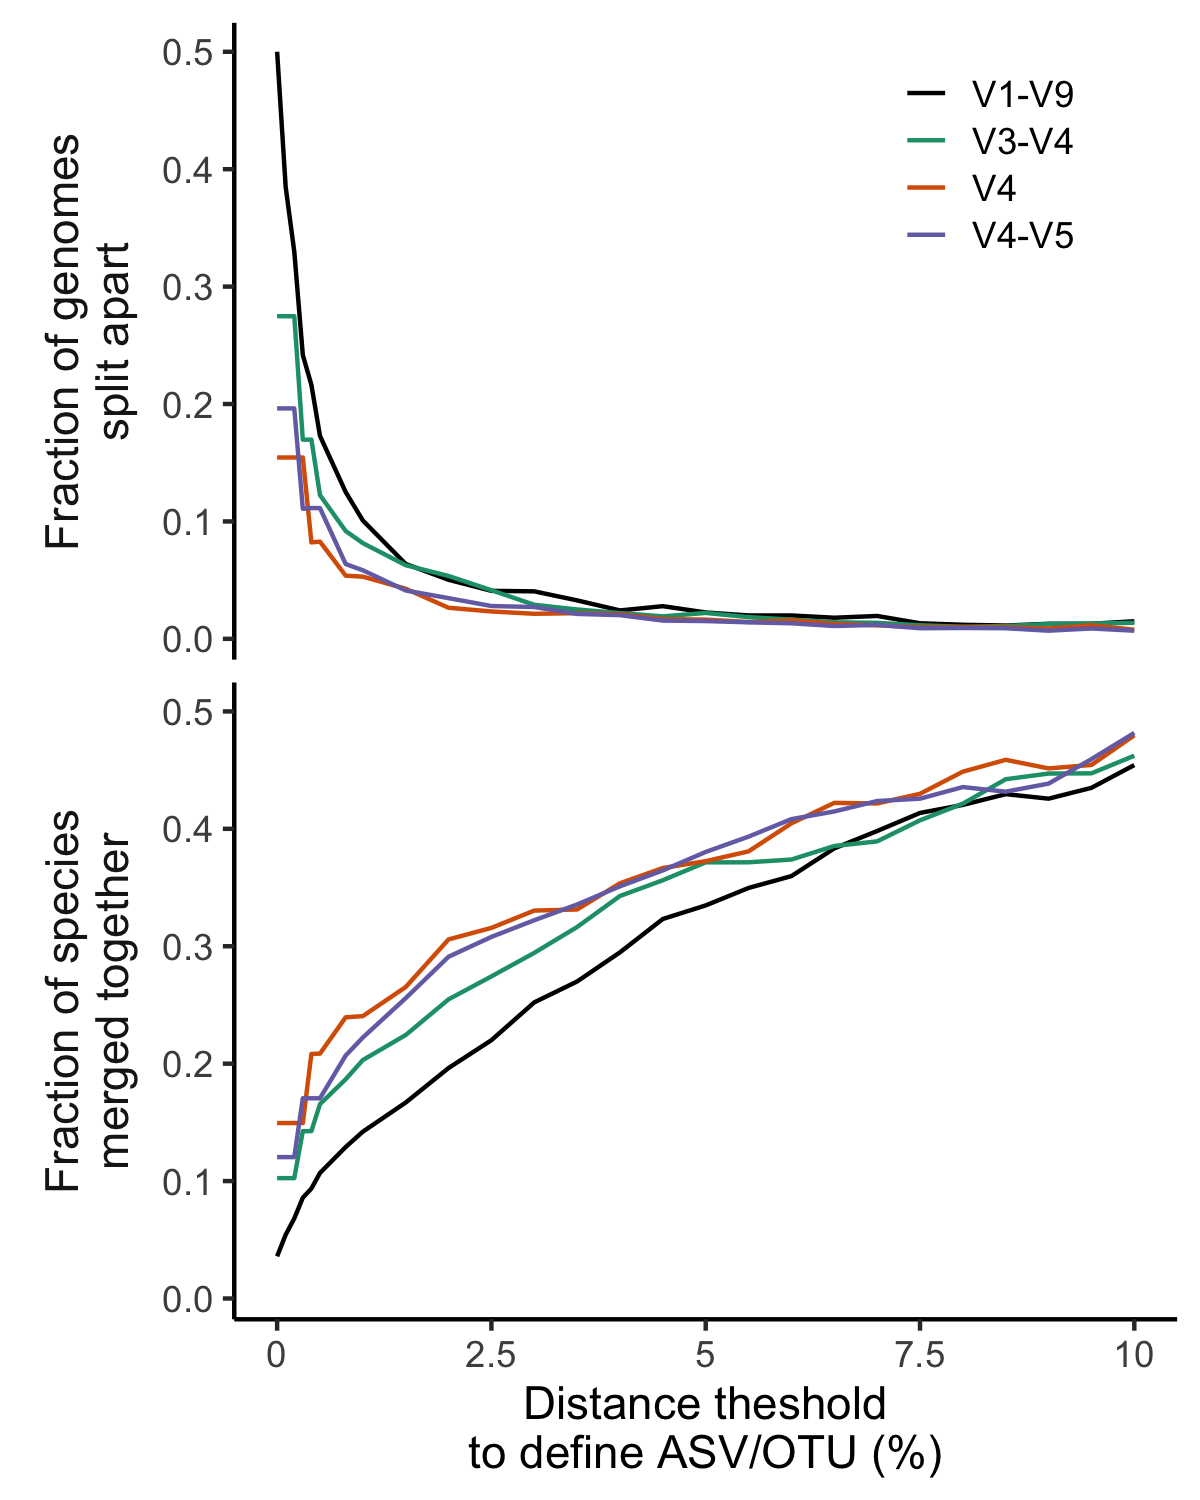 Fraction of genomes
split apart
0.5
0.4
0.3
0.2
0.1
0.0
V1-V9
V3-V4
V4
V4-V5
Fraction of species
merged together
0.5
0.4
0.3
0.2
0.1
0.0
0
2.5
5
7.5
10
Distance theshold
to define ASV/OTU (%)